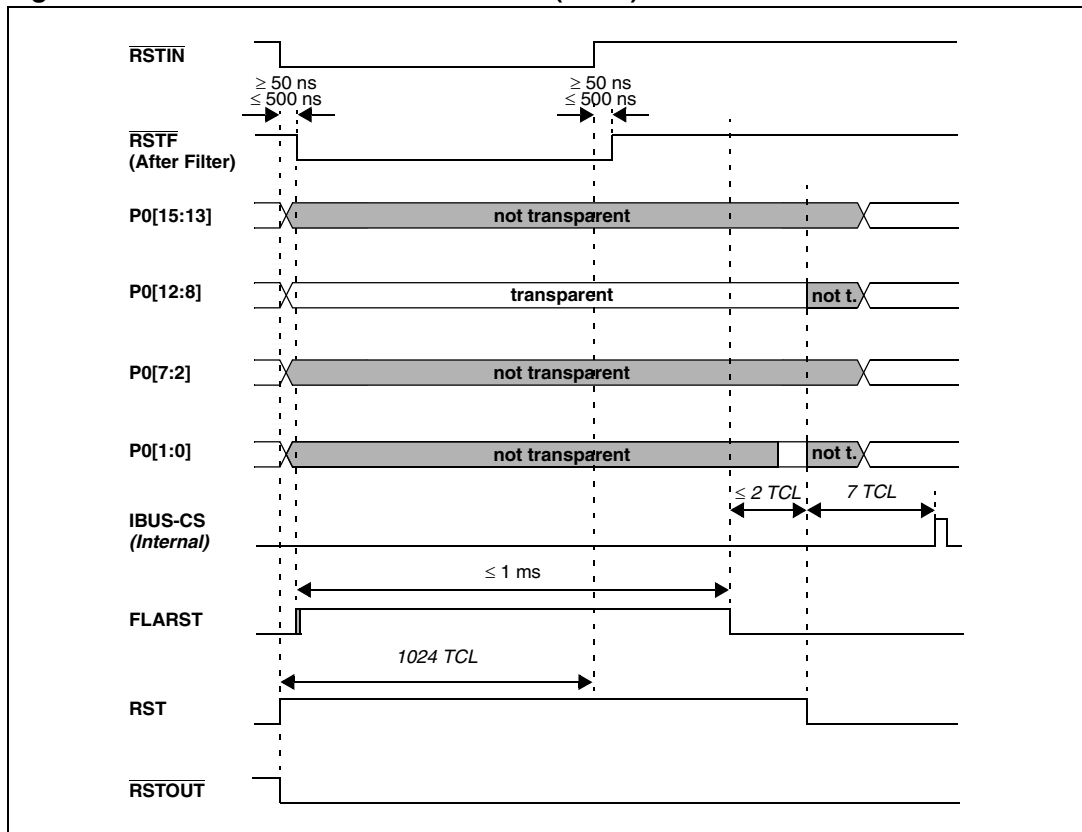 RSTIN
≥ 50 ns ≥ 50 ns
≤ 500 ns ≤ 500 ns
RSTF
(After Filter)
P0[15:13] not transparent
P0[12:8] transparent not t.
P0[7:2] not transparent
P0[1:0] not transparent not t.
≤ 2 TCL 7 TCL
IBUS-CS
(Internal)
≤ 1 ms
FLARST
1024 TCL
RST
RSTOUT